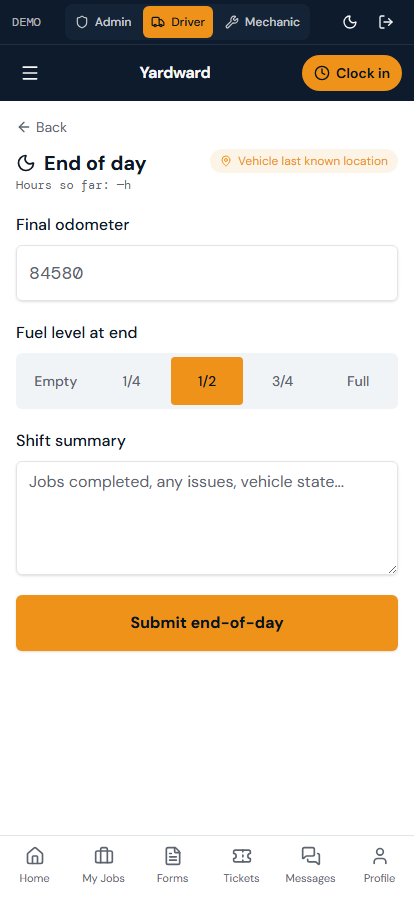 DEMO
Admin
Driver
Mechanic
Yardward
Clock in
Back
End of day
Vehicle last known location
Hours so far: —h
Final odometer
84580
Fuel level at end
Empty 1/4 1/2 3/4 Full
Shift summary
Jobs completed, any issues, vehicle state...
Submit end-of-day
Home My Jobs Forms Tickets Messages Profile